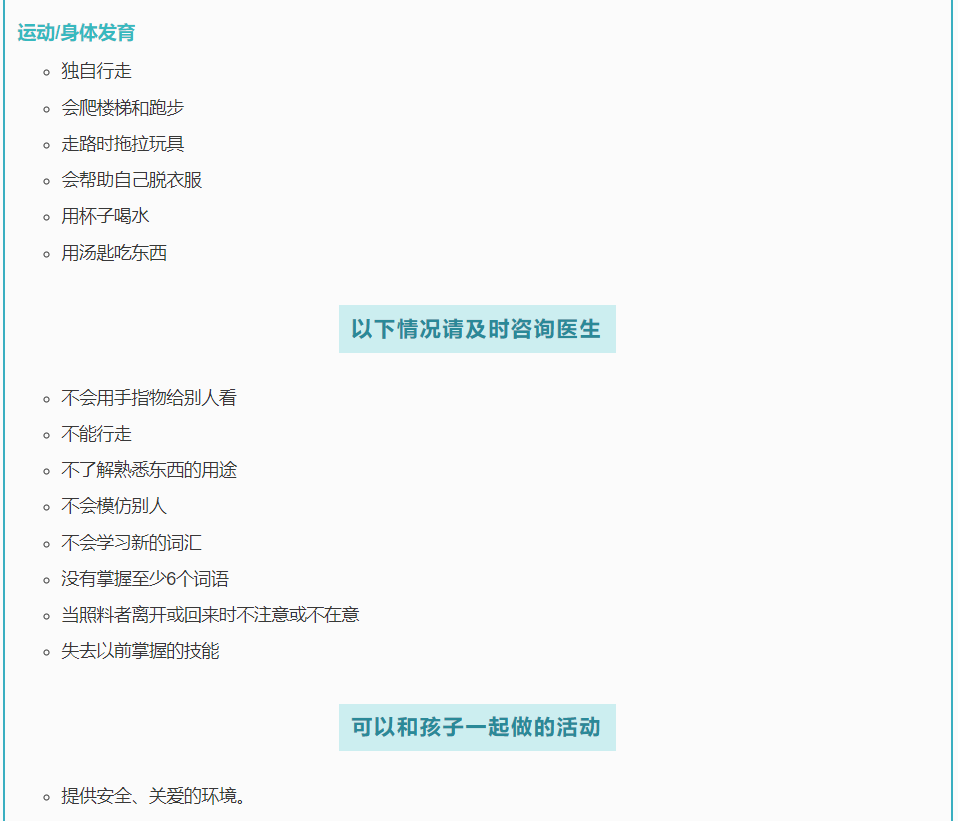 运动/身体发育
独自行走
会爬楼梯和跑步
走路时拖拉玩具
会帮助自己脱衣服
用杯子喝水
用汤匙吃东西
以下情况请及时咨询医生
不会用手指物给别人看
不能行走
不了解熟悉东西的用途
不会模仿别人
不会学习新的词汇
没有掌握至少6个词语
当照料者离开或回来时不注意或不在意
失去以前掌握的技能
可以和孩子一起做的活动
提供安全、关爱的环境。